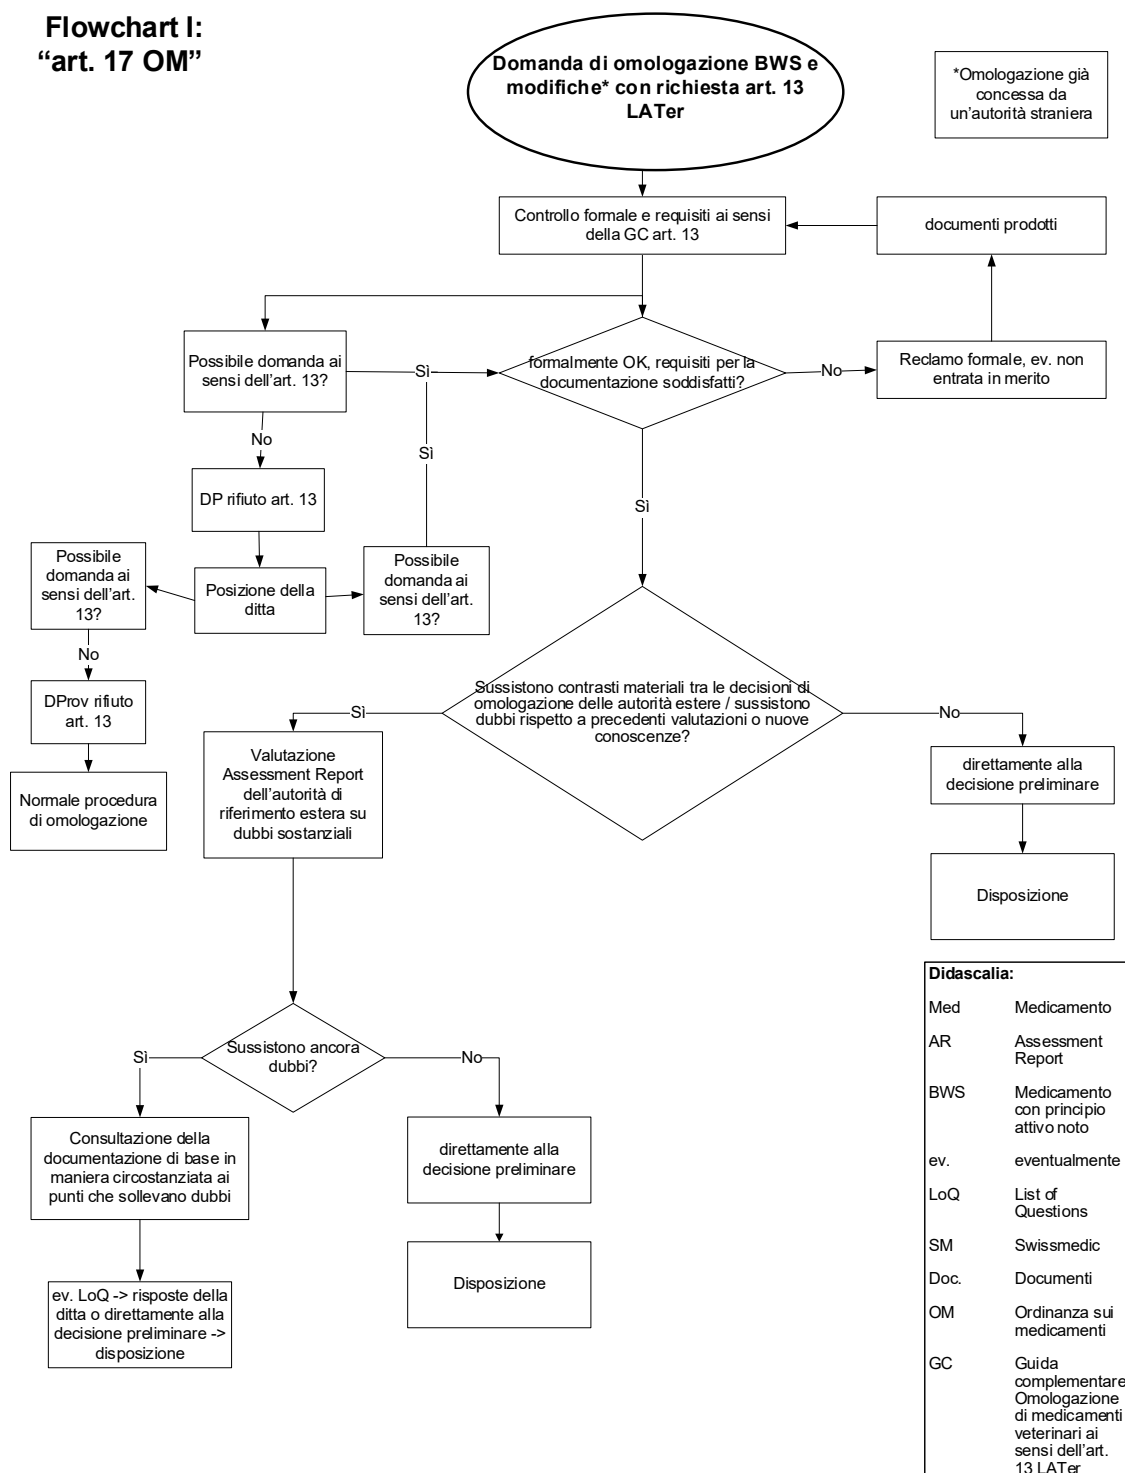 Flowchart I:
“art. 17 OM”
Domanda di omologazione BWS e
modifiche* con richiesta art. 13
LATer
*Omologazione già
concessa da
un’autorità straniera
Controllo formale e requisiti ai sensi
della GC art. 13
documenti prodotti
Possibile domanda ai
sensi dell’art. 13?
Sì
formalmente OK, requisiti per la
documentazione soddisfatti?
No
Reclamo formale, ev. non
entrata in merito
No
Sì
DP rifiuto art. 13
Sì
Possibile
domanda ai
sensi dell’art.
13?
Posizione della
ditta
Possibile
domanda ai
sensi dell’art.
13?
No
DProv rifiuto
art. 13
Normale procedura
di omologazione
Sussistono contrasti materiali tra le decisioni di
omologazione delle autorità estere / sussistono
dubbi rispetto a precedenti valutazioni o nuove
conoscenze?
Sì
No
Valutazione
Assessment Report
dell’autorità di
riferimento estera su
dubbi sostanziali
direttamente alla
decisione preliminare
Disposizione
Sussistono ancora
dubbi?
Sì
No
Consultazione della
documentazione di base in
maniera circostanziata ai
punti che sollevano dubbi
direttamente alla
decisione preliminare
ev. LoQ -> risposte della
ditta o direttamente alla
decisione preliminare ->
disposizione
Disposizione
Didascalia:
Med Medicamento
AR Assessment
Report
BWS Medicamento
con principio
attivo noto
ev. eventualmente
LoQ List of
Questions
SM Swissmedic
Doc. Documenti
OM Ordinanza sui
medicamenti
GC Guida
complementare
Omologazione
di medicamenti
veterinari ai
sensi dell’art.
13 LATer